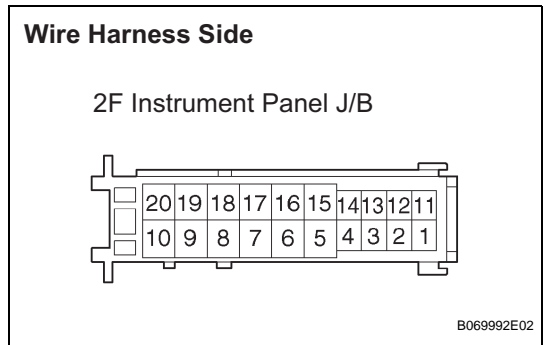 Wire Harness Side
2F Instrument Panel J/B
20 19 18 17 16 15 14 13 12 11
10 9 8 7 6 5 4 3 2 1
B069992E02